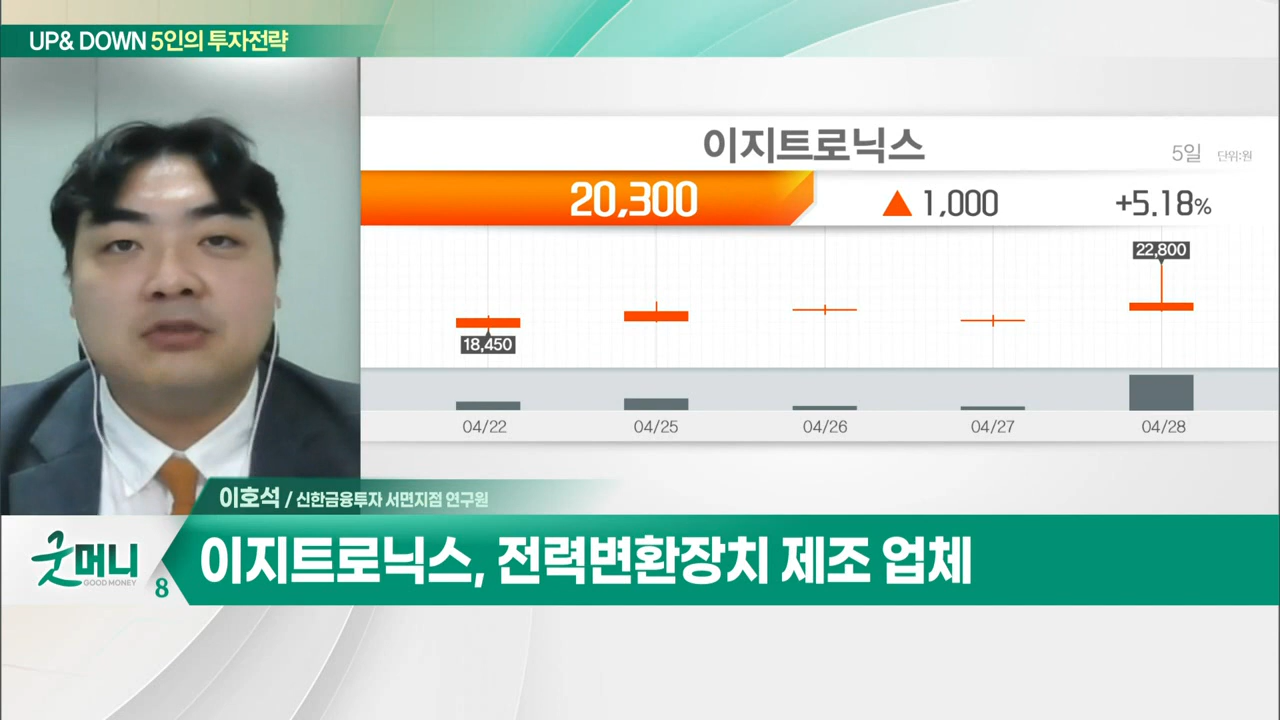 UP& DOWN 5인의 투자전략
이지트로닉스
5일 단위:원
20,300 ▲ 1,000 +5.18%
22,800
18,450
04/22 04/25 04/26 04/27 04/28
이호석 / 신한금융투자 서면지점 연구원
굿머니
GOOD MONEY
8
이지트로닉스, 전력변환장치 제조 업체